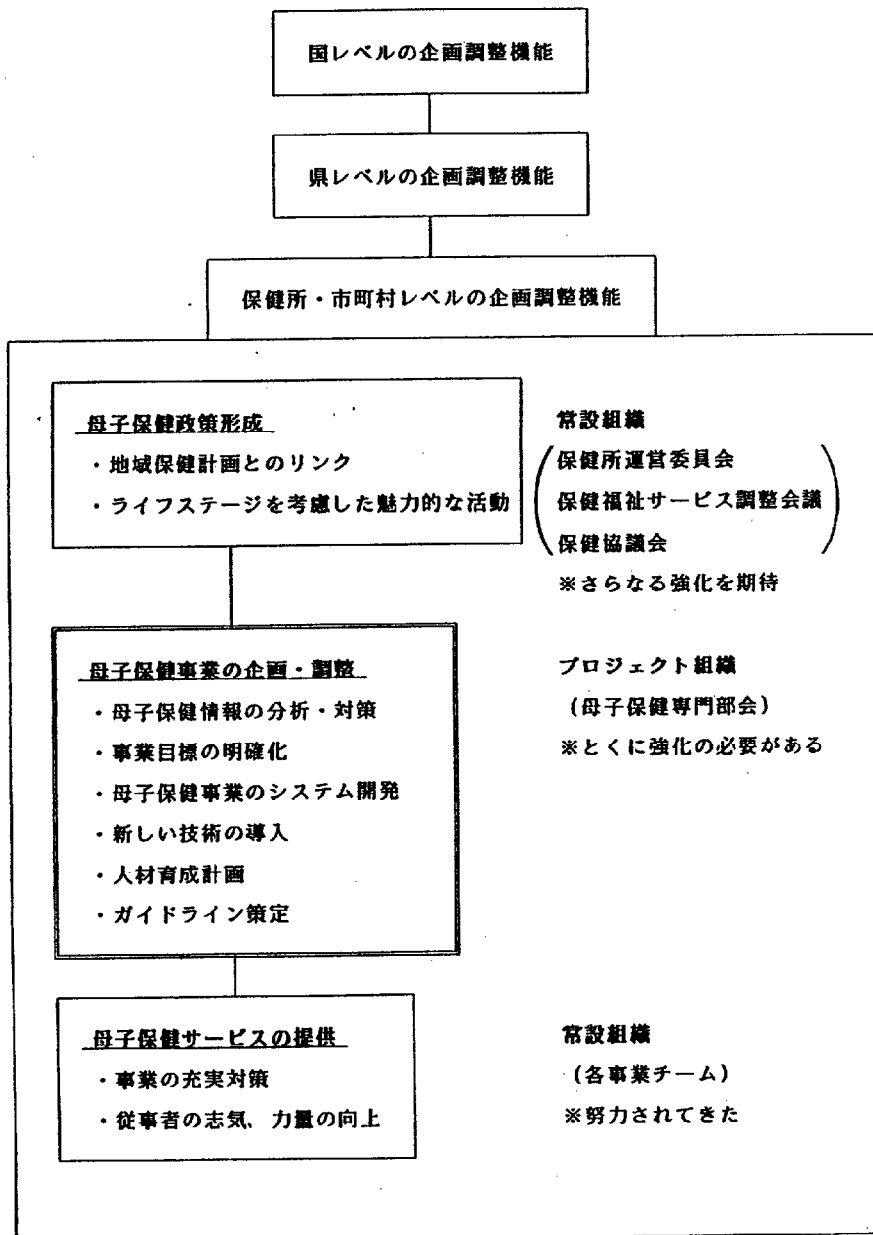 国レベルの企画調整機能
県レベルの企画調整機能
保健所・市町村レベルの企画調整機能
母子保健政策形成
・地域保健計画とのリンク
・ライフステージを考慮した魅力的な活動
常設組織
保健所運営委員会
保健福祉サービス調整会議
保健協議会
※さらなる強化を期待
母子保健事業の企画・調整
・母子保健情報の分析・対策
・事業目標の明確化
・母子保健事業のシステム開発
・新しい技術の導入
・人材育成計画
・ガイドライン策定
プロジェクト組織
(母子保健専門部会)
※とくに強化の必要がある
母子保健サービスの提供
・事業の充実対策
・従事者の志気、力量の向上
常設組織
(各事業チーム)
※努力されてきた